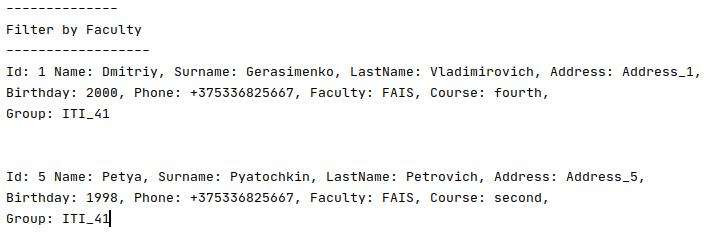 --------------
Filter by Faculty
------------------
Id: 1 Name: Dmitriy, Surname: Gerasimenko, LastName: Vladimirovich, Address: Address_1,
Birthday: 2000, Phone: +375336825667, Faculty: FAIS, Course: fourth,
Group: ITI_41
Id: 5 Name: Petya, Surname: Pyatochkin, LastName: Petrovich, Address: Address_5,
Birthday: 1998, Phone: +375336825667, Faculty: FAIS, Course: second,
Group: ITI_41